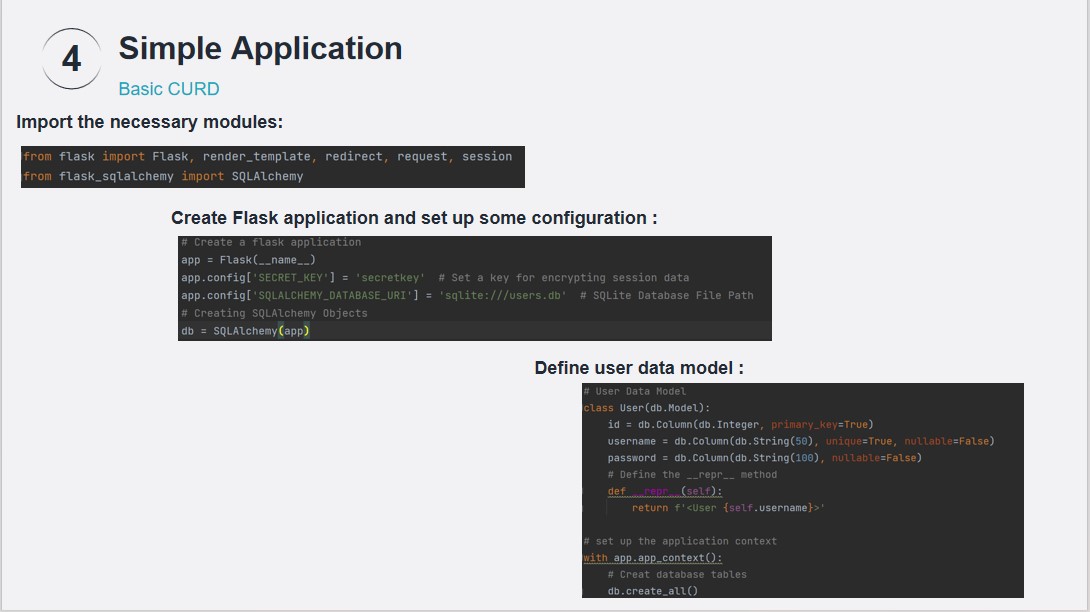 4
Simple Application
Basic CURD
Import the necessary modules:
from flask import Flask, render_template, redirect, request, session
from flask_sqlalchemy import SQLAlchemy
Create Flask application and set up some configuration :
# Create a flask application
app = Flask(__name__)
app.config['SECRET_KEY'] = 'secretkey'  # Set a key for encrypting session data
app.config['SQLALCHEMY_DATABASE_URI'] = 'sqlite:///users.db'  # SQLite Database File Path
# Creating SQLAlchemy Objects
db = SQLAlchemy(app)
Define user data model :
# User Data Model
class User(db.Model):
    id = db.Column(db.Integer, primary_key=True)
    username = db.Column(db.String(50), unique=True, nullable=False)
    password = db.Column(db.String(100), nullable=False)
    # Define the __repr__ method
    def __repr__(self):
        return f'<User {self.username}>'
# set up the application context
with app.app_context():
    # Creat database tables
    db.create_all()